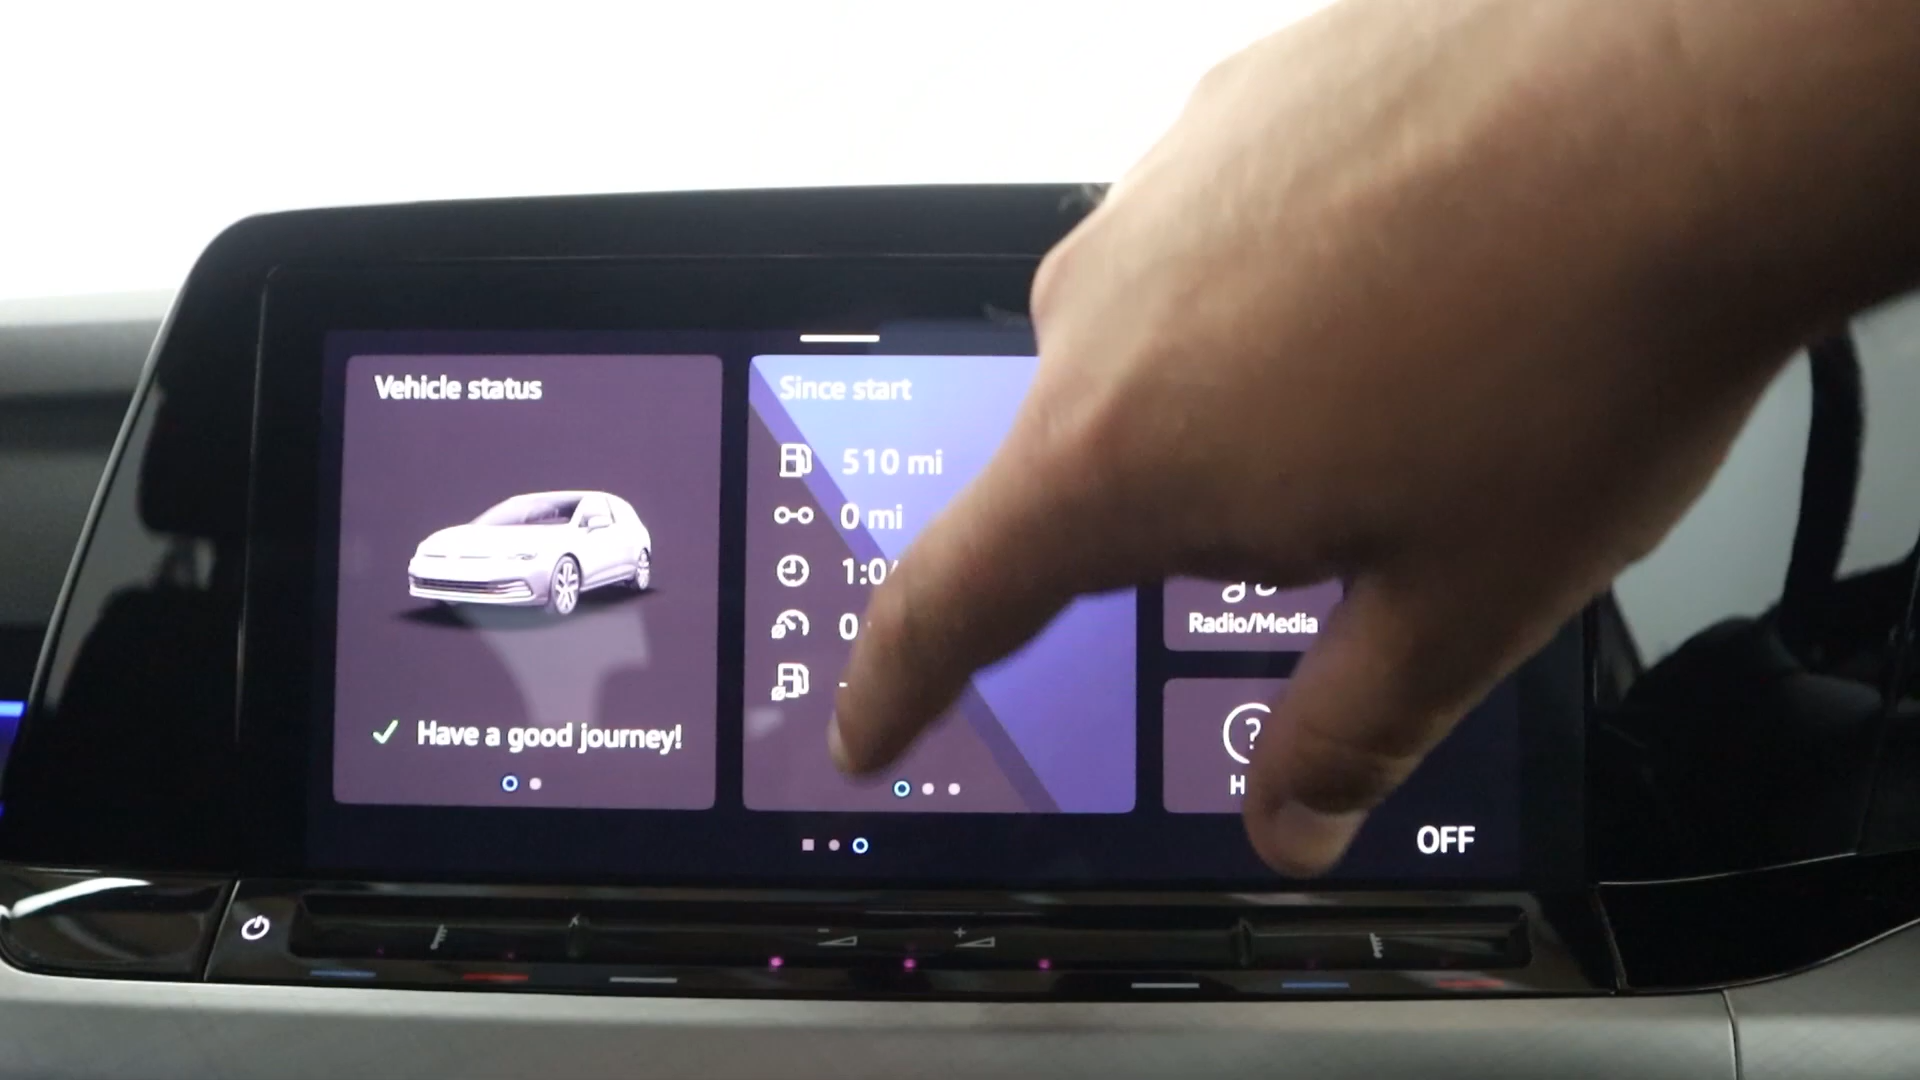 Vehicle status
Have a good journey!
Since start
510 mi
0 mi
1:0
0
Radio/Media
OFF